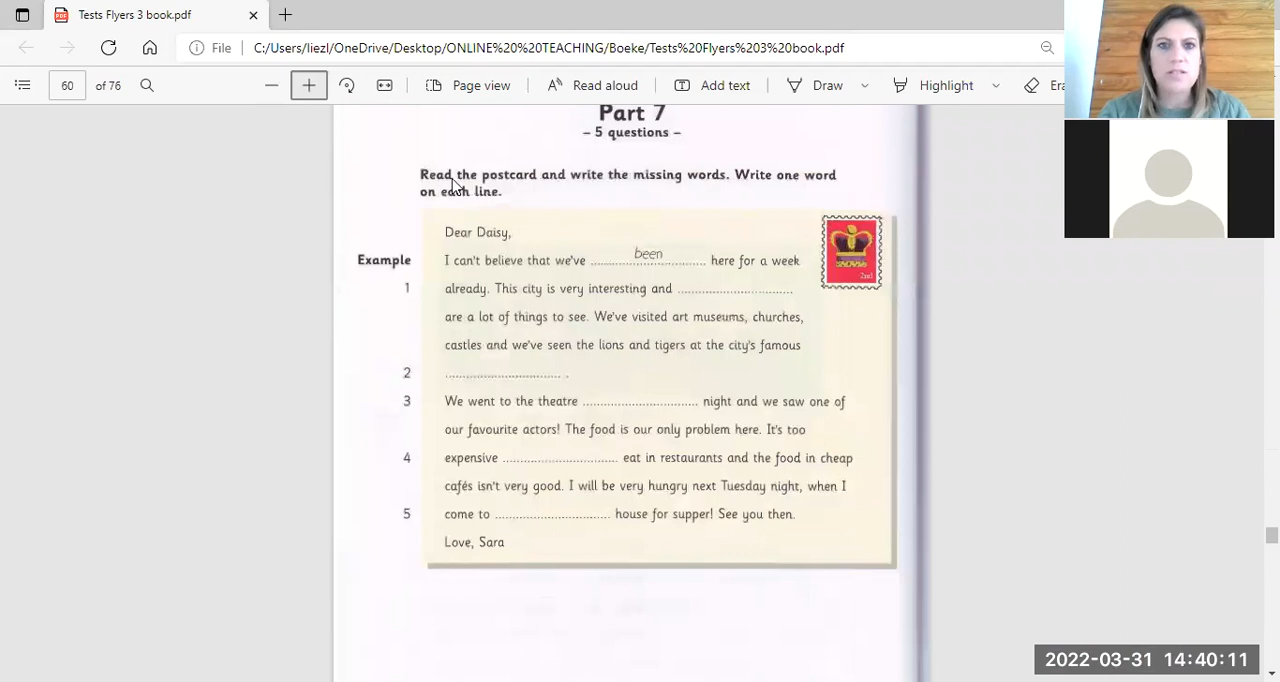 Tests Flyers 3 book.pdf
File C:/Users/liezl/OneDrive/Desktop/ONLINE%20%20TEACHING/Boeke/Tests%20Flyers%203%20book.pdf
60 of 76 Page view Read aloud Add text Draw Highlight
Part 7
– 5 questions –
Read the postcard and write the missing words. Write one word
on each line.
Dear Daisy,
Example I can't believe that we've been here for a week
1 already. This city is very interesting and
are a lot of things to see. We've visited art museums, churches,
castles and we've seen the lions and tigers at the city's famous
2 .
3 We went to the theatre night and we saw one of
our favourite actors! The food is our only problem here. It's too
4 expensive eat in restaurants and the food in cheap
cafés isn't very good. I will be very hungry next Tuesday night, when I
5 come to house for supper! See you then.
Love, Sara
2022-03-31 14:40:11